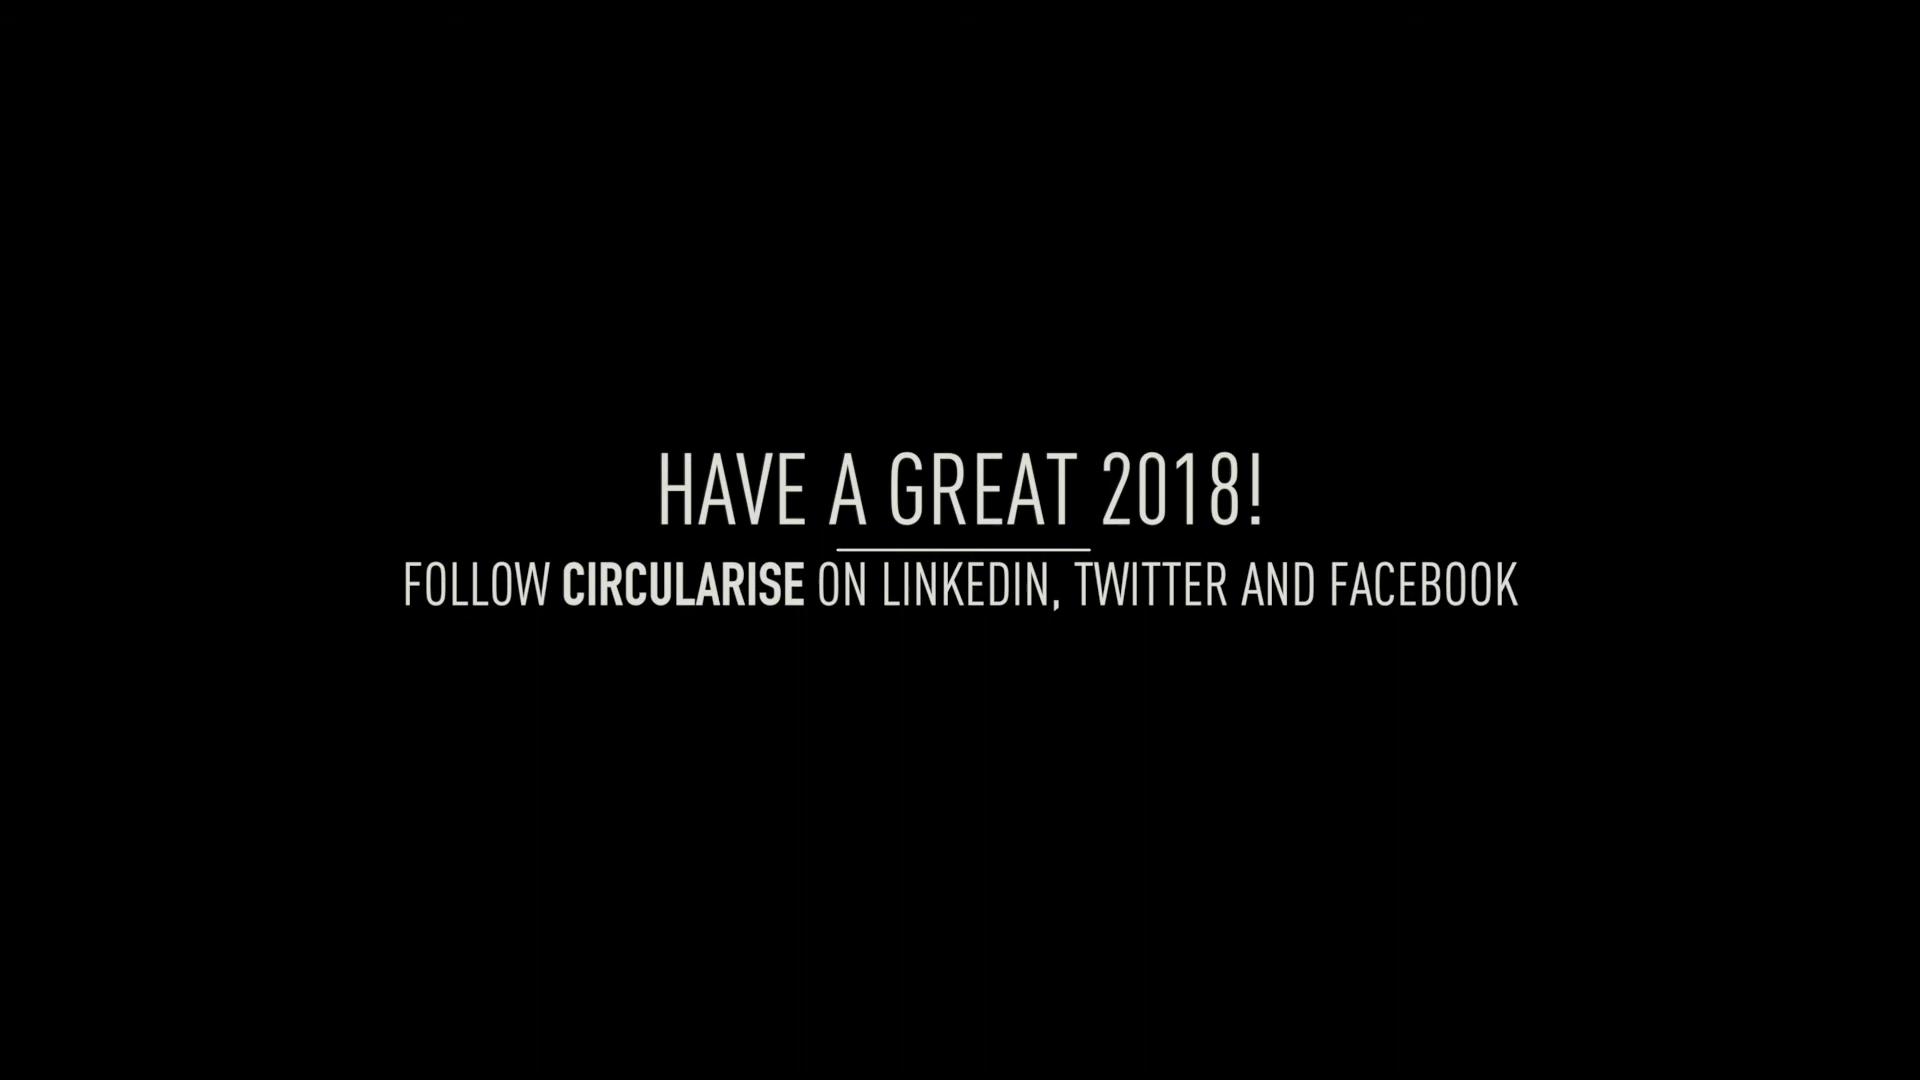 HAVE A GREAT 2018!
FOLLOW CIRCULARISE ON LINKEDIN, TWITTER AND FACEBOOK